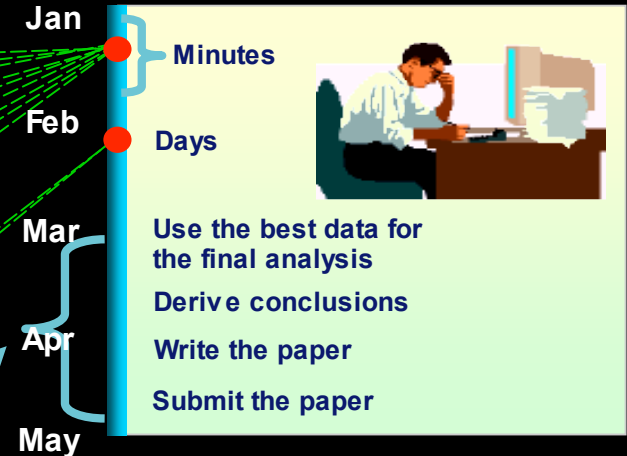 Jan
Minutes
Feb
Days
Mar
Use the best data for
the final analysis
Derive conclusions
Apr
Write the paper
Submit the paper
May